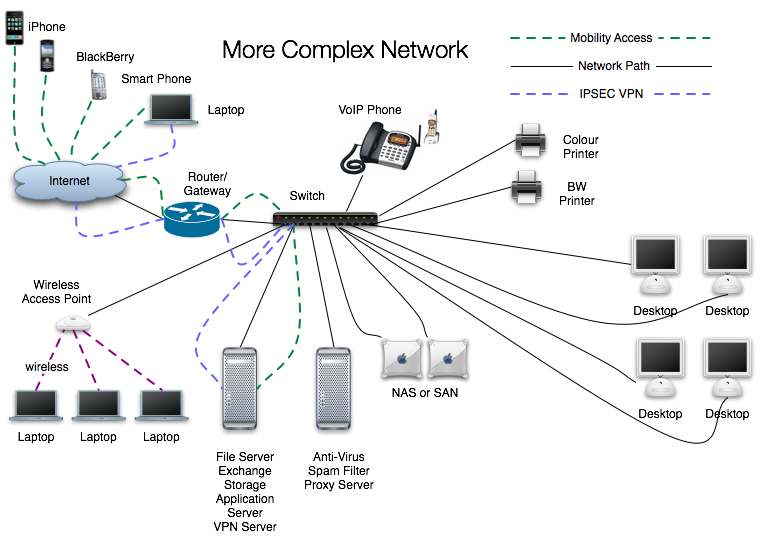 iPhone
More Complex Network
Mobility Access
BlackBerry
Network Path
Smart Phone
IPSEC VPN
Laptop
VoIP Phone
Colour
Printer
Internet
Router/
Gateway
Switch
BW
Printer
Wireless
Access Point
Desktop
Desktop
wireless
NAS or SAN
Desktop
Desktop
Laptop
Laptop
Laptop
File Server
Exchange
Storage
Application
Server
VPN Server
Anti-Virus
Spam Filter
Proxy Server